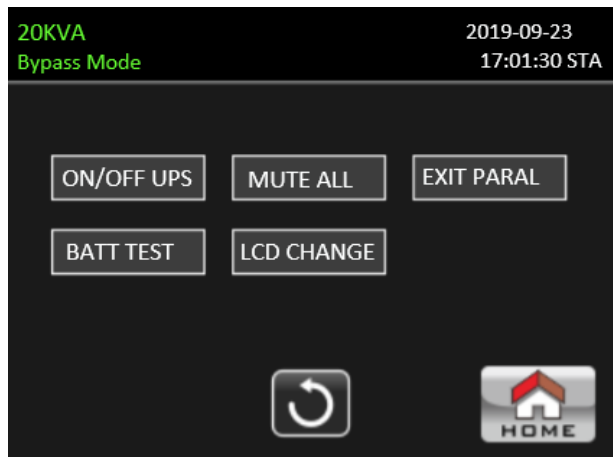 20KVA 2019-09-23
Bypass Mode 17:01:30 STA
ON/OFF UPS MUTE ALL EXIT PARAL
BATT TEST LCD CHANGE
HOME